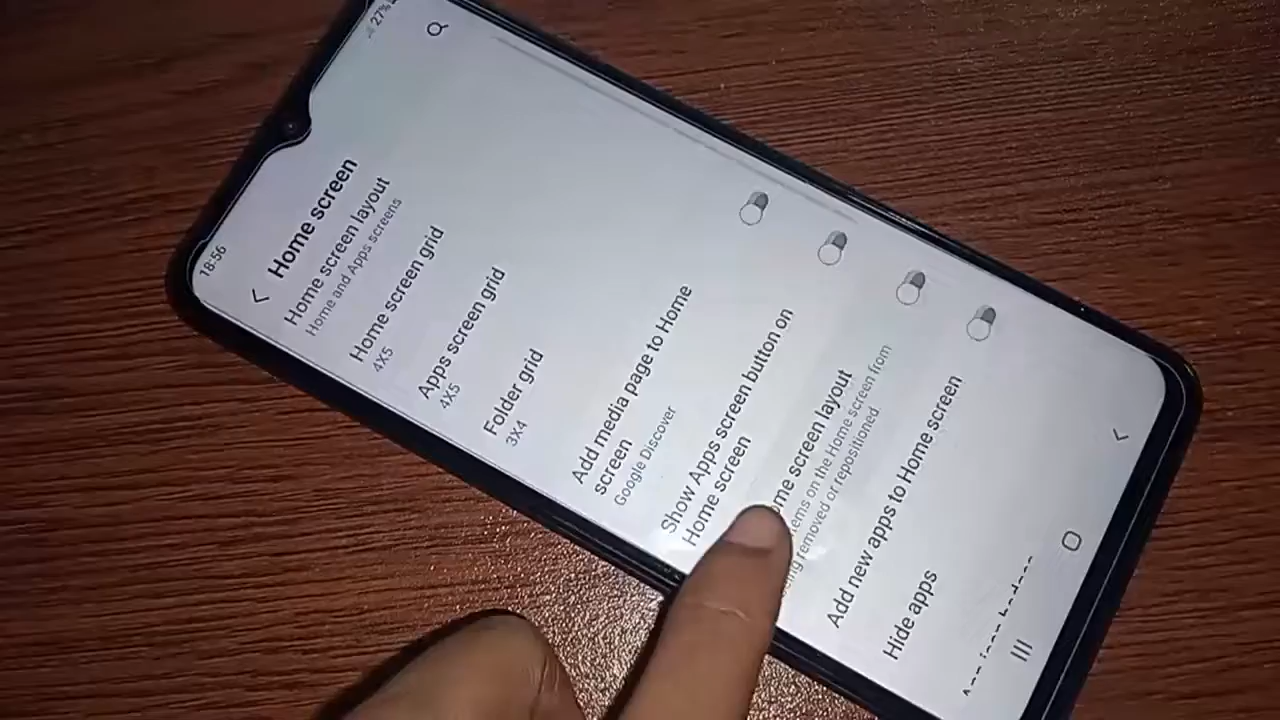 18:56
27%
Home screen
Home screen layout
Home and Apps screens
Home screen grid
4X5
Apps screen grid
4X5
Folder grid
3X4
Add media page to Home
screen
Google Discover
Show Apps screen button on
Home screen
screen layout
on the Home screen from
removed or repositioned
Add new apps to Home screen
Hide apps